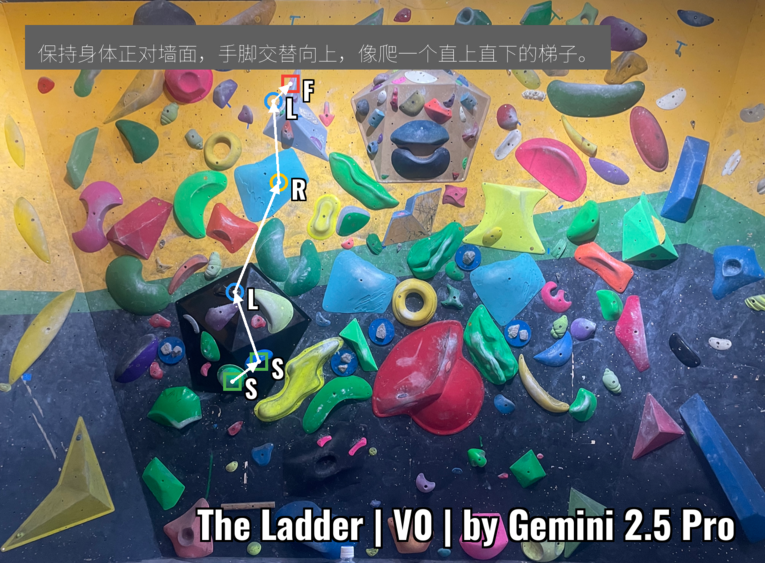 保持身体正对墙面，手脚交替向上，像爬一个直上直下的梯子。
F
L
R
L
S
S
The Ladder | V0 | by Gemini 2.5 Pro